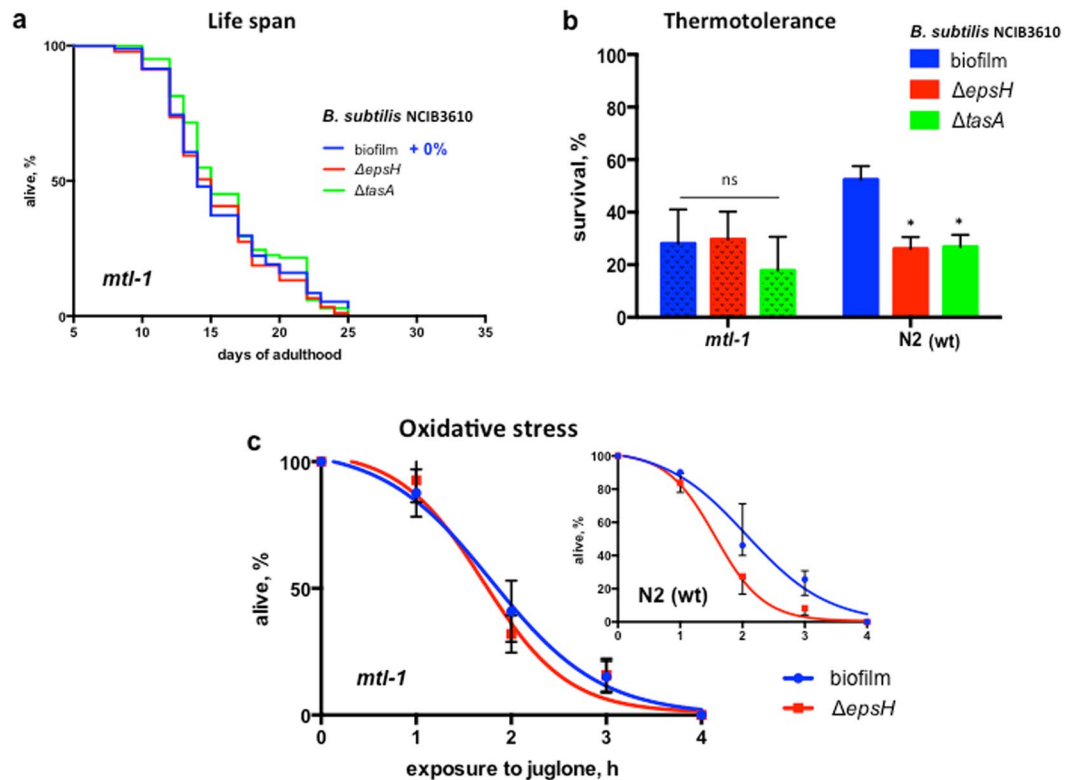 a
Life span
100
50
0
alive, %
B. subtilis NCIB3610
biofilm + 0%
ΔepsH
ΔtasA
mtl-1
5 10 15 20 25 30 35
days of adulthood
b
Thermotolerance
B. subtilis NCIB3610
biofilm
ΔepsH
ΔtasA
100
80
60
40
20
0
survival, %
ns
* *
mtl-1 N2 (wt)
c
Oxidative stress
100
50
0
alive, %
mtl-1
0 1 2 3 4
exposure to juglone, h
100
80
60
40
20
0
alive, %
N2 (wt)
0 1 2 3 4
biofilm
ΔepsH